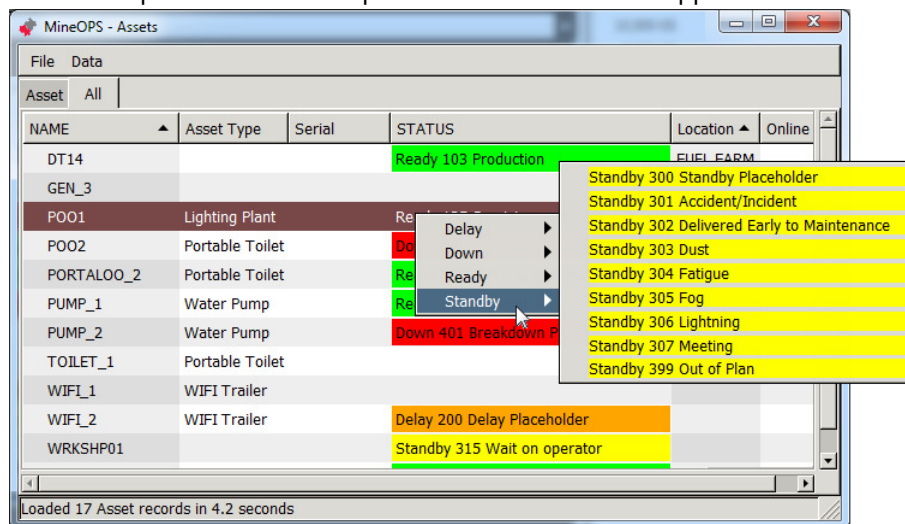 MineOPS - Assets
File Data
Asset All
NAME Asset Type Serial STATUS Location Online
DT14 Ready 103 Production FUEL FARM
GEN_3
POO1 Lighting Plant
POO2 Portable Toilet
PORTALOO_2 Portable Toilet
PUMP_1 Water Pump
PUMP_2 Water Pump Down 401 Breakdown
TOILET_1 Portable Toilet
WIFI_1 WIFI Trailer
WIFI_2 WIFI Trailer Delay 200 Delay Placeholder
WRKSHP01 Standby 315 Wait on operator
Delay
Down
Ready
Standby
Standby 300 Standby Placeholder
Standby 301 Accident/Incident
Standby 302 Delivered Early to Maintenance
Standby 303 Dust
Standby 304 Fatigue
Standby 305 Fog
Standby 306 Lightning
Standby 307 Meeting
Standby 399 Out of Plan
Loaded 17 Asset records in 4.2 seconds